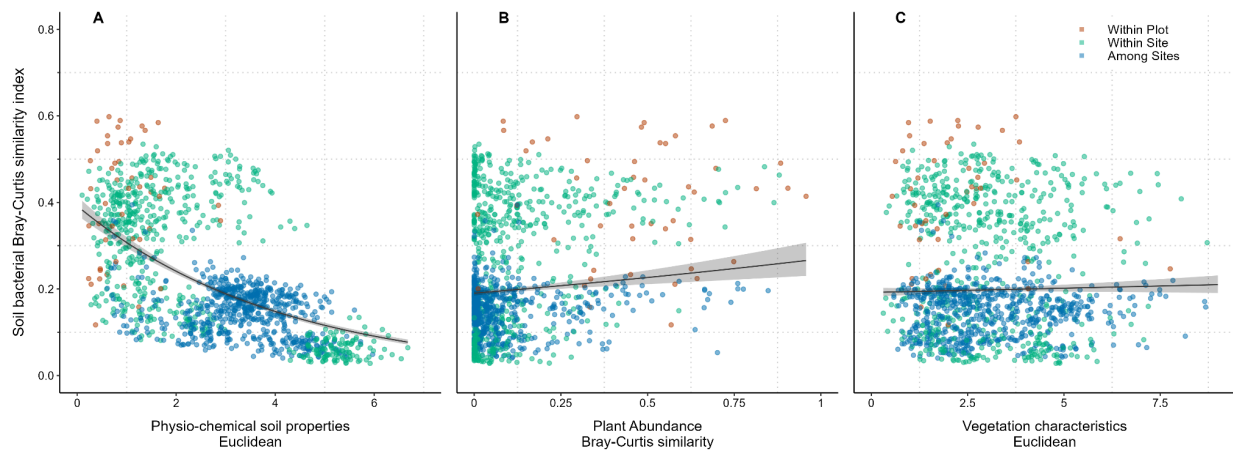 A
B
C
Within Plot
Within Site
Among Sites
Soil bacterial Bray-Curtis similarity index
0.8
0.6
0.4
0.2
0.0
0
2
4
6
0
0.25
0.5
0.75
1
0
2.5
5
7.5
Physio-chemical soil properties
Euclidean
Plant Abundance
Bray-Curtis similarity
Vegetation characteristics
Euclidean